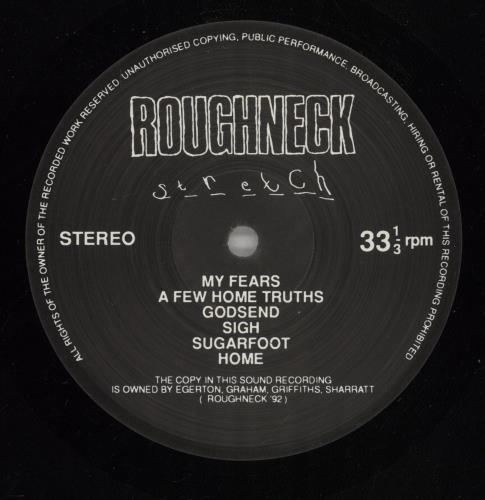 ALL RIGHTS OF THE OWNER OF THE RECORDED WORK RESERVED. UNAUTHORISED COPYING, PUBLIC PERFORMANCE, BROADCASTING, HIRING OR RENTAL OF THIS RECORDING PROHIBITED
ROUGHNECK
stretch
STEREO
33 1/3 rpm
MY FEARS
A FEW HOME TRUTHS
GODSEND
SIGH
SUGARFOOT
HOME
THE COPY IN THIS SOUND RECORDING
IS OWNED BY EGERTON, GRAHAM, GRIFFITHS, SHARRATT
( ROUGHNECK '92 )